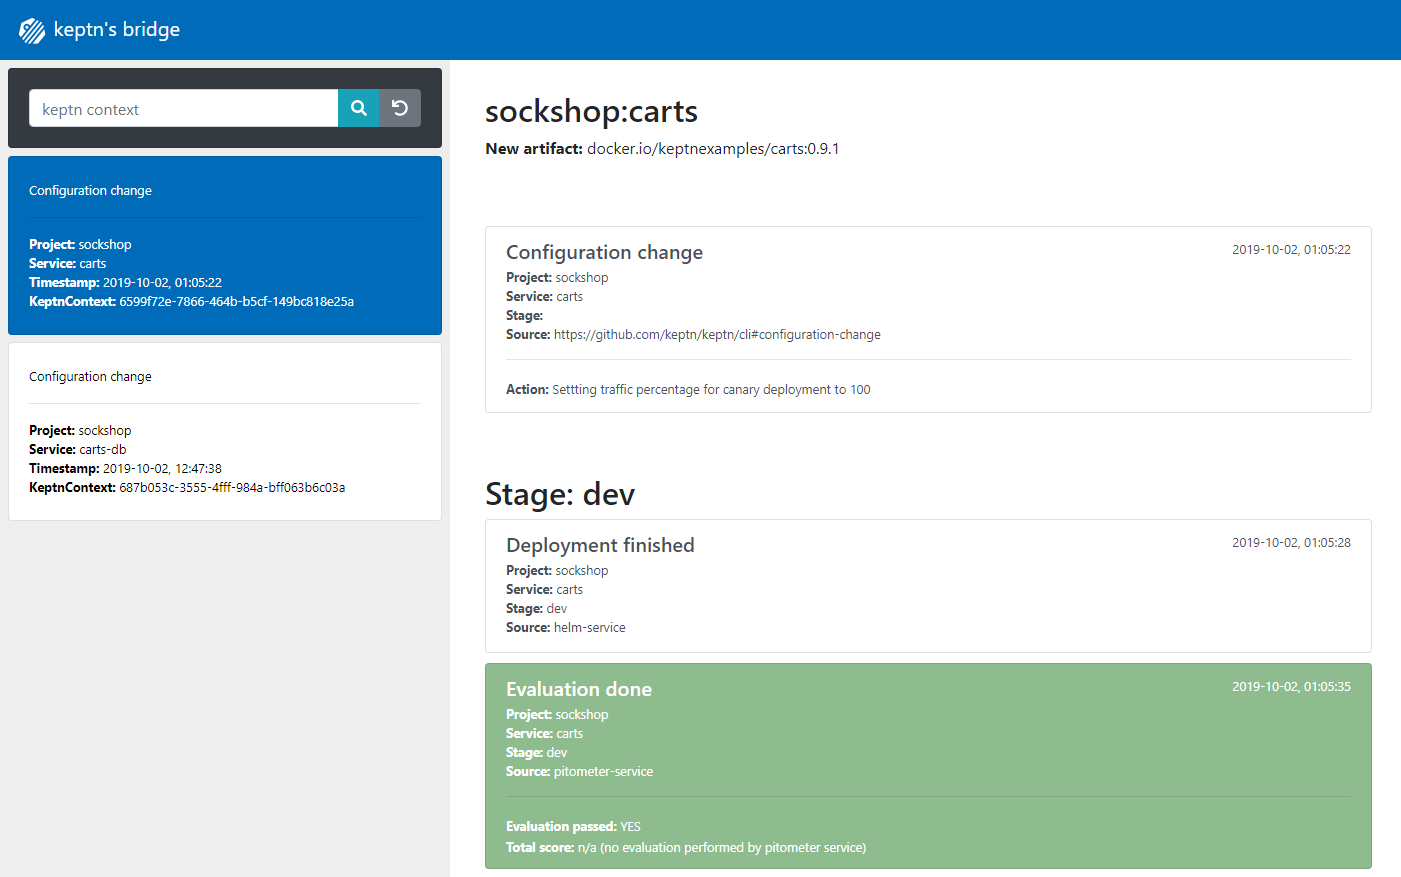 keptn's bridge
keptn context
Configuration change
Project: sockshop
Service: carts
Timestamp: 2019-10-02, 01:05:22
KeptnContext: 6599f72e-7866-464b-b5cf-149bc818e25a
Configuration change
Project: sockshop
Service: carts-db
Timestamp: 2019-10-02, 12:47:38
KeptnContext: 687b053c-3555-4fff-984a-bff063b6c03a
sockshop:carts
New artifact: docker.io/keptnexamples/carts:0.9.1
Configuration change 2019-10-02, 01:05:22
Project: sockshop
Service: carts
Stage:
Source: https://github.com/keptn/keptn/cli#configuration-change
Action: Settting traffic percentage for canary deployment to 100
Stage: dev
Deployment finished 2019-10-02, 01:05:28
Project: sockshop
Service: carts
Stage: dev
Source: helm-service
Evaluation done 2019-10-02, 01:05:35
Project: sockshop
Service: carts
Stage: dev
Source: pitometer-service
Evaluation passed: YES
Total score: n/a (no evaluation performed by pitometer service)